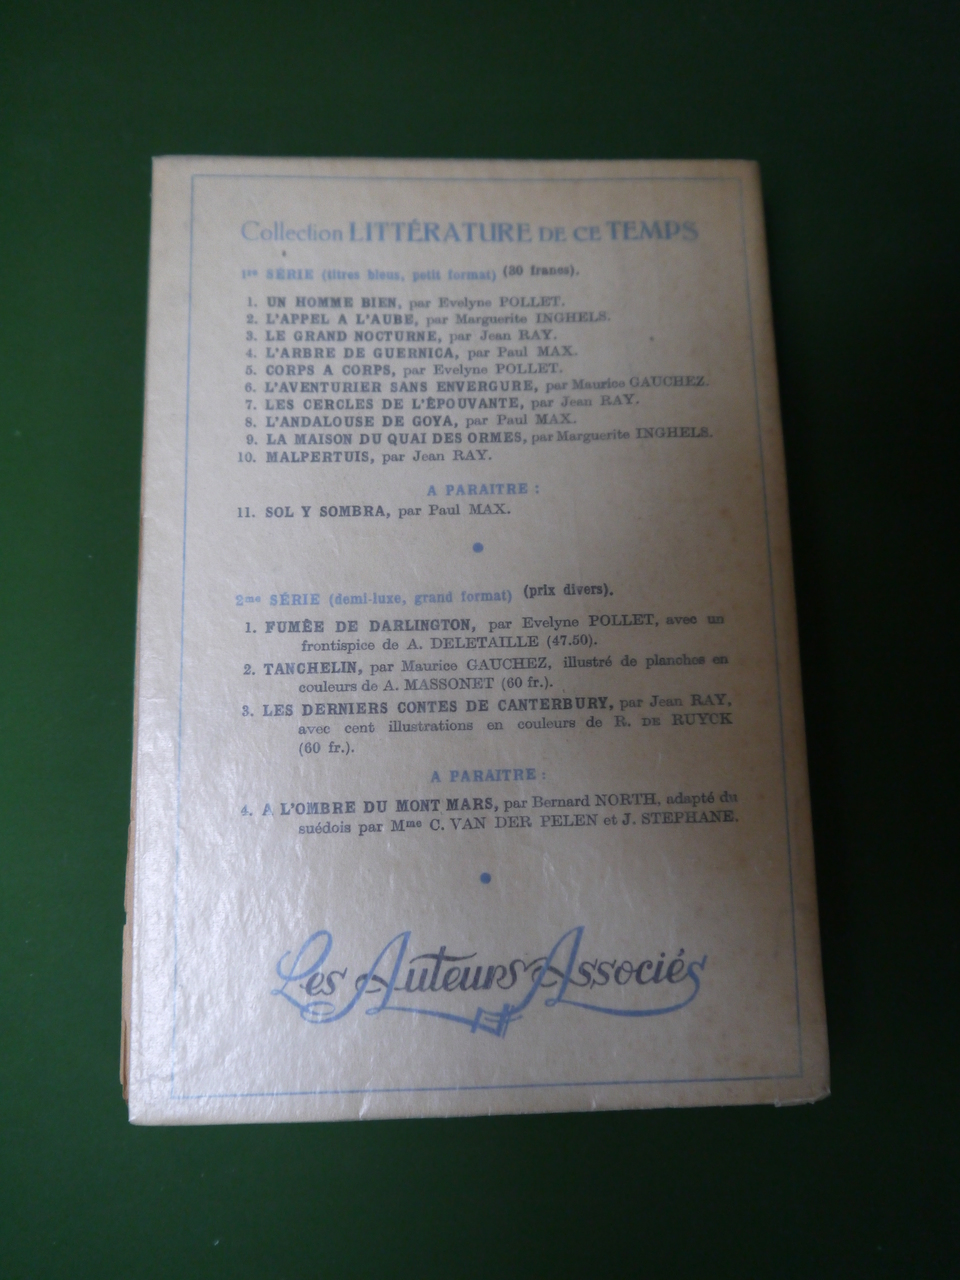 Collection LITTÉRATURE DE CE TEMPS
1re SÉRIE (titres bleus, petit format) (30 francs).
1. UN HOMME BIEN, par Evelyne POLLET.
2. L'APPEL A L'AUBE, par Marguerite INGHELS.
3. LE GRAND NOCTURNE, par Jean RAY.
4. L'ARBRE DE GUERNICA, par Paul MAX.
5. CORPS A CORPS, par Evelyne POLLET.
6. L'AVENTURIER SANS ENVERGURE, par Maurice GAUCHEZ.
7. LES CERCLES DE L'ÉPOUVANTE, par Jean RAY.
8. L'ANDALOUSE DE GOYA, par Paul MAX.
9. LA MAISON DU QUAI DES ORMES, par Marguerite INGHELS.
10. MALPERTUIS, par Jean RAY.
A PARAITRE :
11. SOL Y SOMBRA, par Paul MAX.
2me SÉRIE (demi-luxe, grand format) (prix divers).
1. FUMÉE DE DARLINGTON, par Evelyne POLLET, avec un
frontispice de A. DELETAILLE (47.50).
2. TANCHELIN, par Maurice GAUCHEZ, illustré de planches en
couleurs de A. MASSONET (60 fr.).
3. LES DERNIERS CONTES DE CANTERBURY, par Jean RAY,
avec cent illustrations en couleurs de R. DE RUYCK
(60 fr.).
A PARAITRE :
4. A L'OMBRE DU MONT MARS, par Bernard NORTH, adapté du
suédois par Mme C. VAN DER PELEN et J. STEPHANE.
Les Auteurs Associés